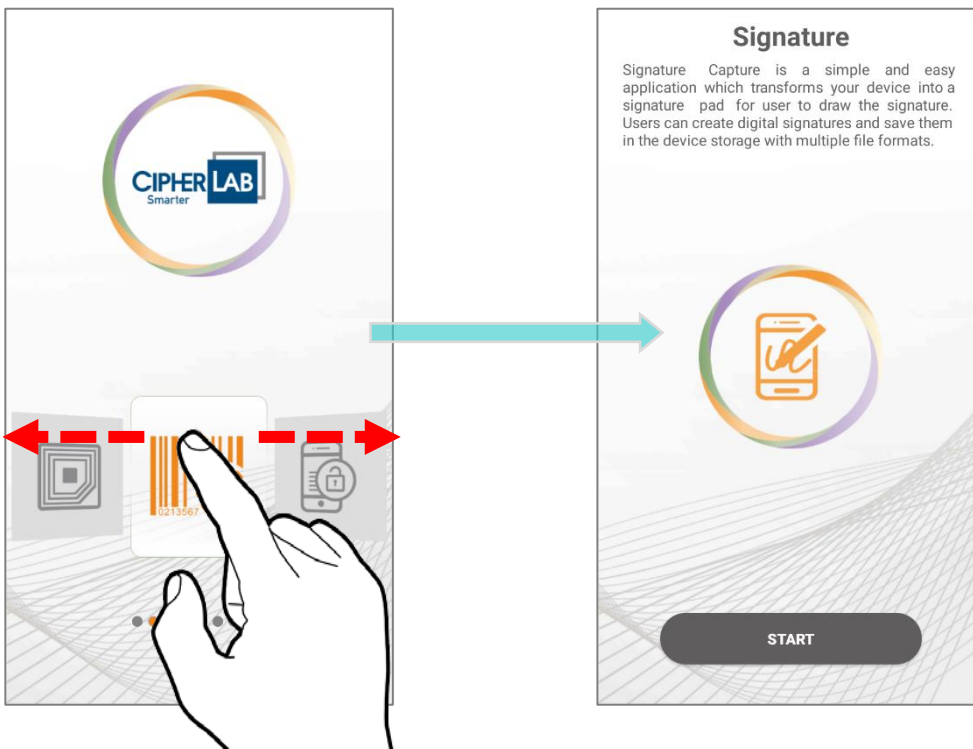 CIPHERLAB
Smarter
0213567
Signature
Signature Capture is a simple and easy
application which transforms your device into a
signature pad for user to draw the signature.
Users can create digital signatures and save them
in the device storage with multiple file formats.
START